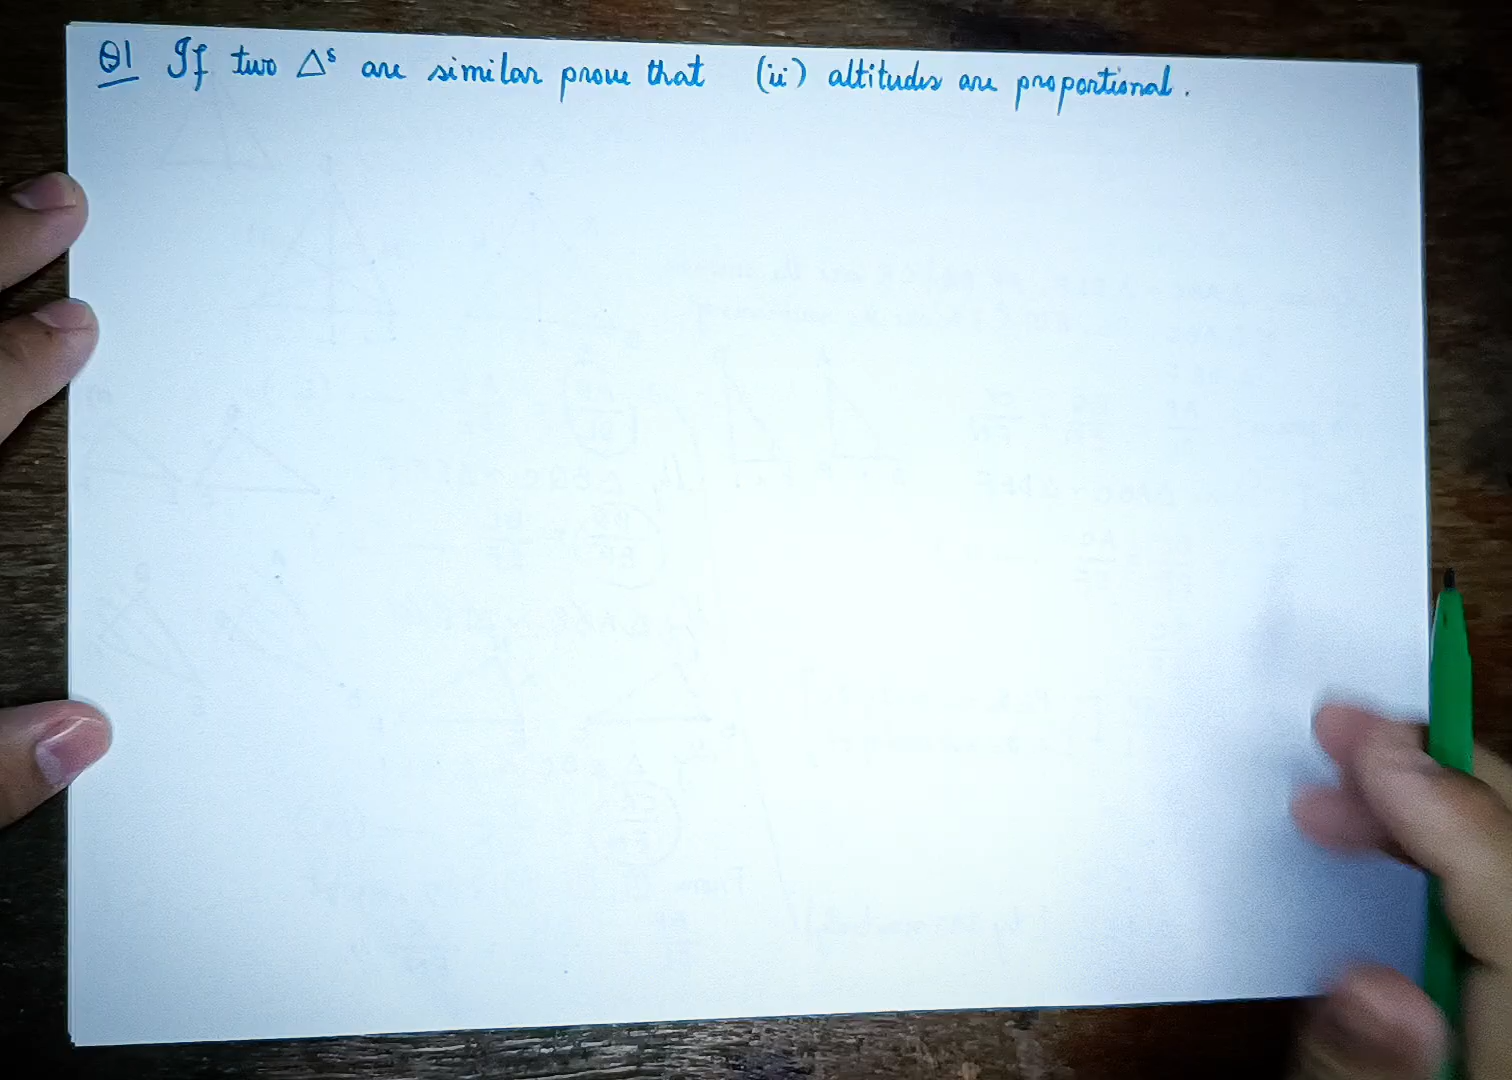 Q1 If two Δs are similar prove that (ii) altitudes are proportional.